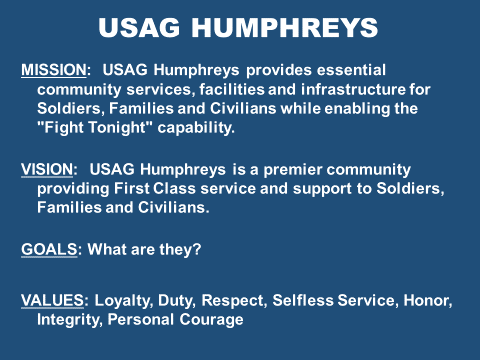 USAG HUMPHREYS
MISSION:  USAG Humphreys provides essential
community services, facilities and infrastructure for
Soldiers, Families and Civilians while enabling the
"Fight Tonight" capability.
VISION:  USAG Humphreys is a premier community
providing First Class service and support to Soldiers,
Families and Civilians.
GOALS: What are they?
VALUES: Loyalty, Duty, Respect, Selfless Service, Honor,
Integrity, Personal Courage